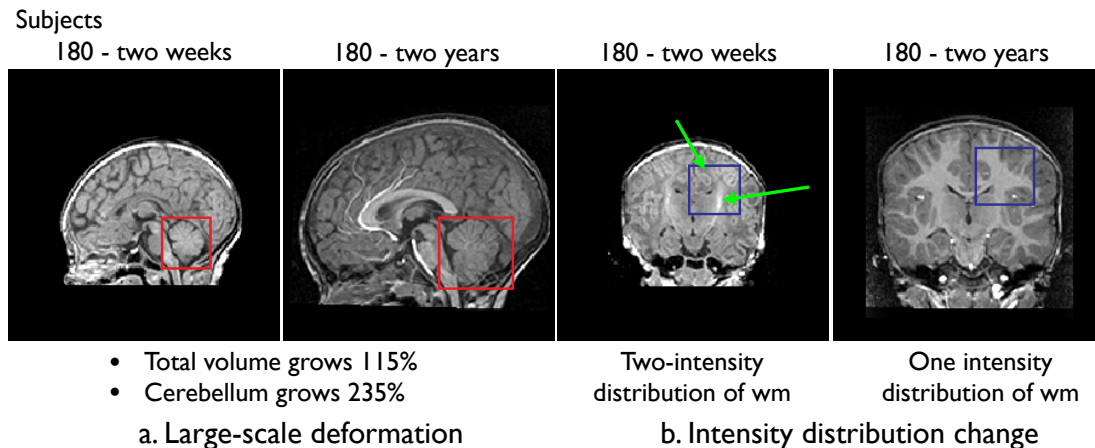 Subjects
180 - two weeks
180 - two years
180 - two weeks
180 - two years
• Total volume grows 115%
• Cerebellum grows 235%
Two-intensity
distribution of wm
One intensity
distribution of wm
a. Large-scale deformation
b. Intensity distribution change